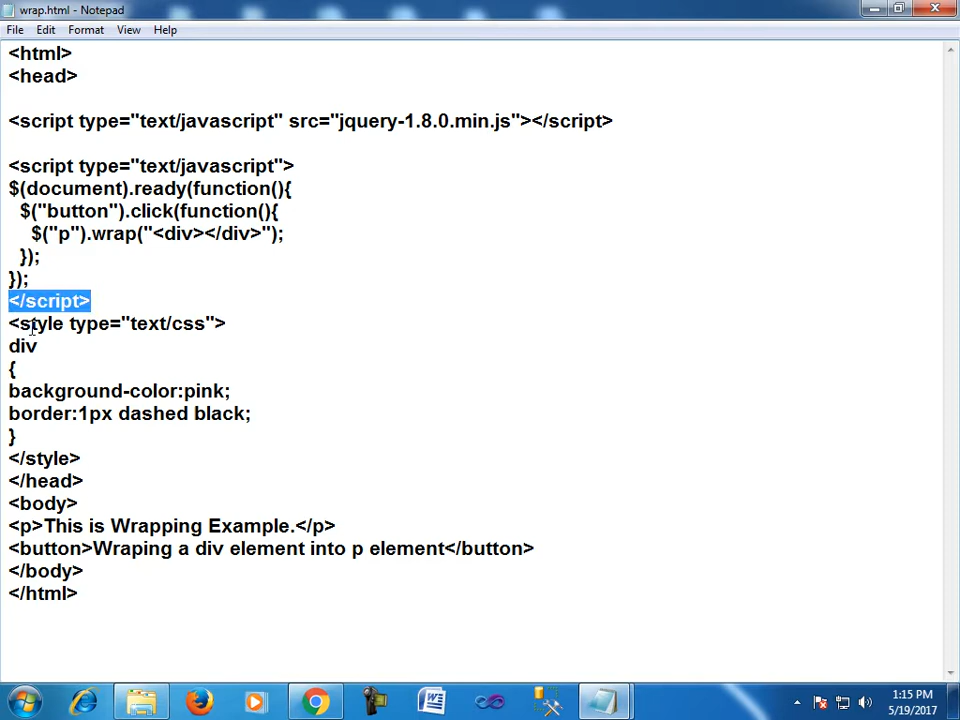 wrap.html - Notepad
File Edit Format View Help
<html>
<head>
<script type="text/javascript" src="jquery-1.8.0.min.js"></script>
<script type="text/javascript">
$(document).ready(function(){
$("button").click(function(){
$("p").wrap("<div></div>");
});
});
</script>
<style type="text/css">
div
{
background-color:pink;
border:1px dashed black;
}
</style>
</head>
<body>
<p>This is Wrapping Example.</p>
<button>Wraping a div element into p element</button>
</body>
</html>
1:15 PM
5/19/2017